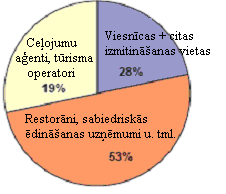 Ceļojumu
aģenti, tūrisma
operatori
19%
Viesnīcas + citas
izmitināšanas vietas
28%
Restorāni, sabiedriskās
ēdināšanas uzņēmumi u. tml.
53%